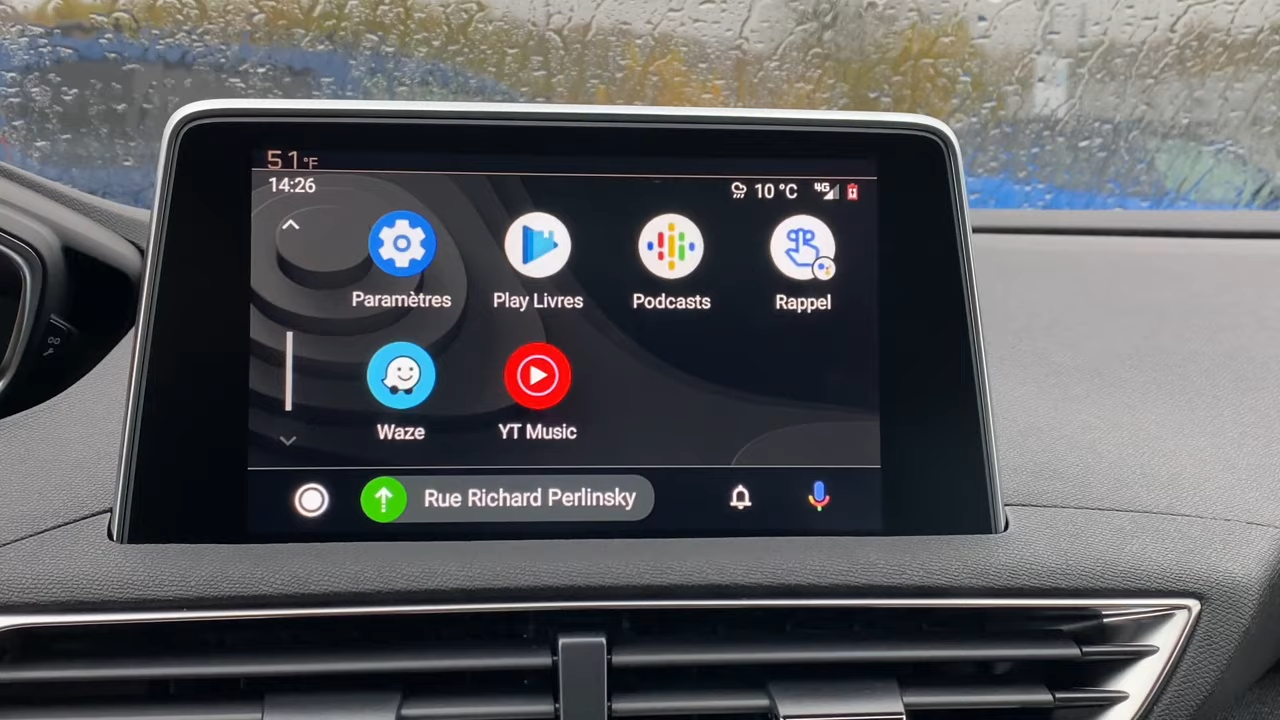 51°F
14:26
10 °C 4G
Paramètres Play Livres Podcasts Rappel
Waze YT Music
Rue Richard Perlinsky